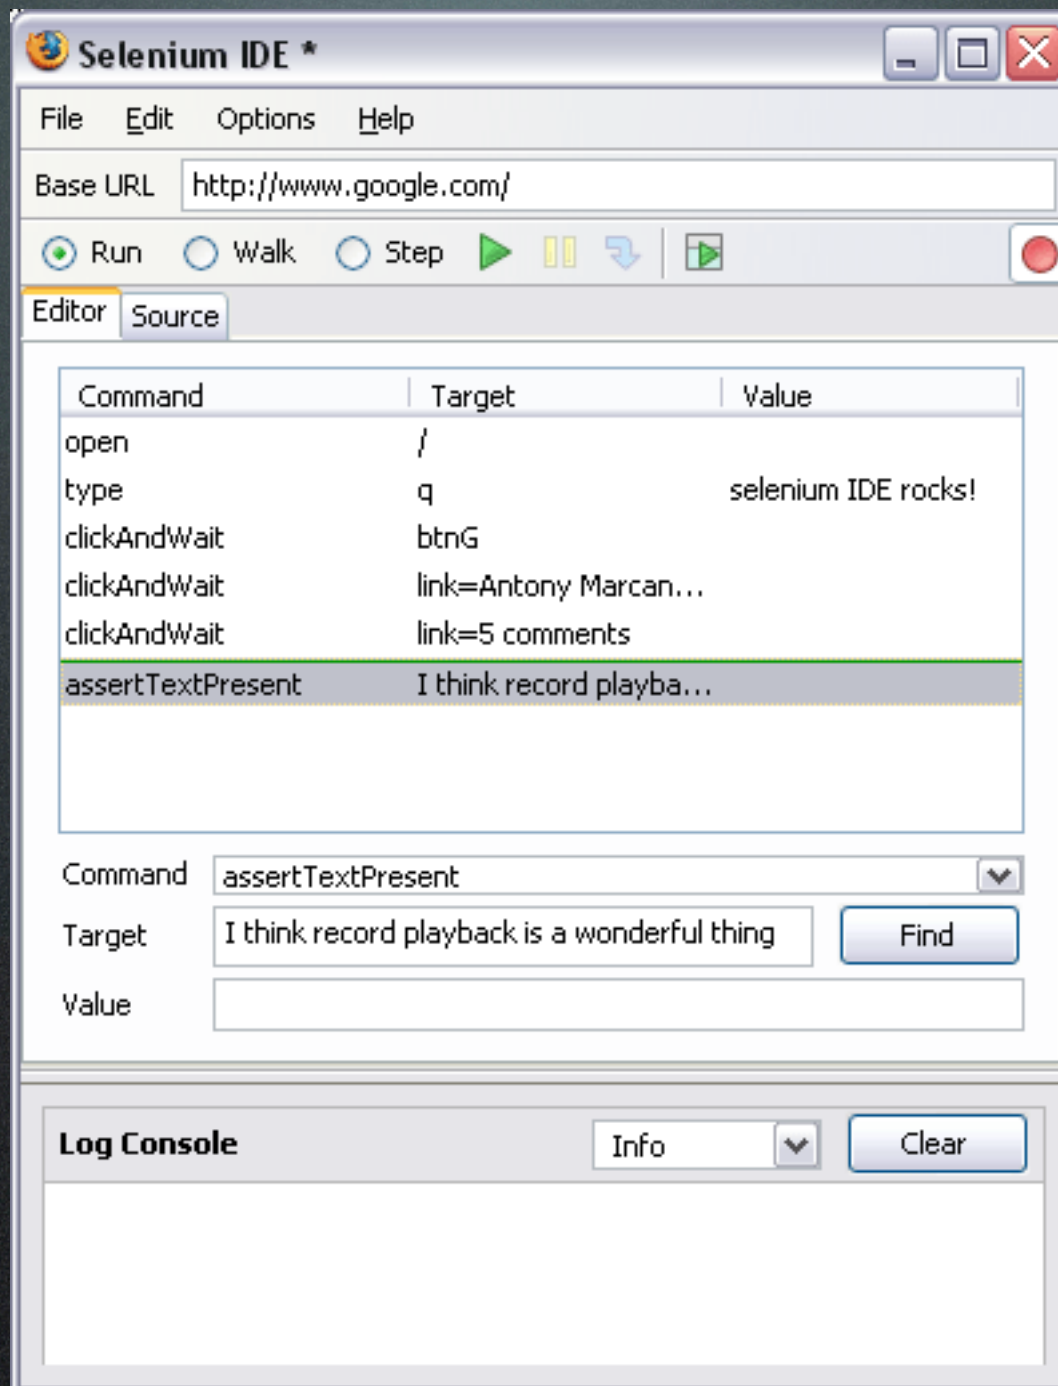 Selenium IDE *
File Edit Options Help
Base URL http://www.google.com/
Run Walk Step
Editor Source
Command Target Value
open /
type q selenium IDE rocks!
clickAndWait btnG
clickAndWait link=Antony Marcan...
clickAndWait link=5 comments
assertTextPresent I think record playba...
Command assertTextPresent
Target I think record playback is a wonderful thing Find
Value
Log Console Info Clear